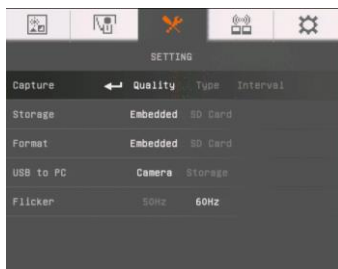 SETTING
Capture Quality Type Interval
Storage Embedded SD Card
Format Embedded SD Card
USB to PC Camera Storage
Flicker 50Hz 60Hz